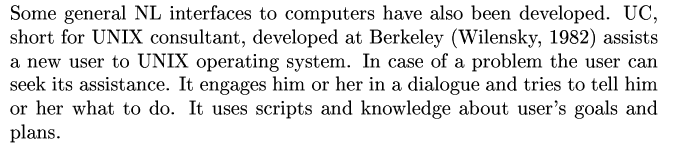 Some general NL interfaces to computers have also been developed. UC,
short for UNIX consultant, developed at Berkeley (Wilensky, 1982) assists
a new user to UNIX operating system. In case of a problem the user can
seek its assistance. It engages him or her in a dialogue and tries to tell him
or her what to do. It uses scripts and knowledge about user's goals and
plans.